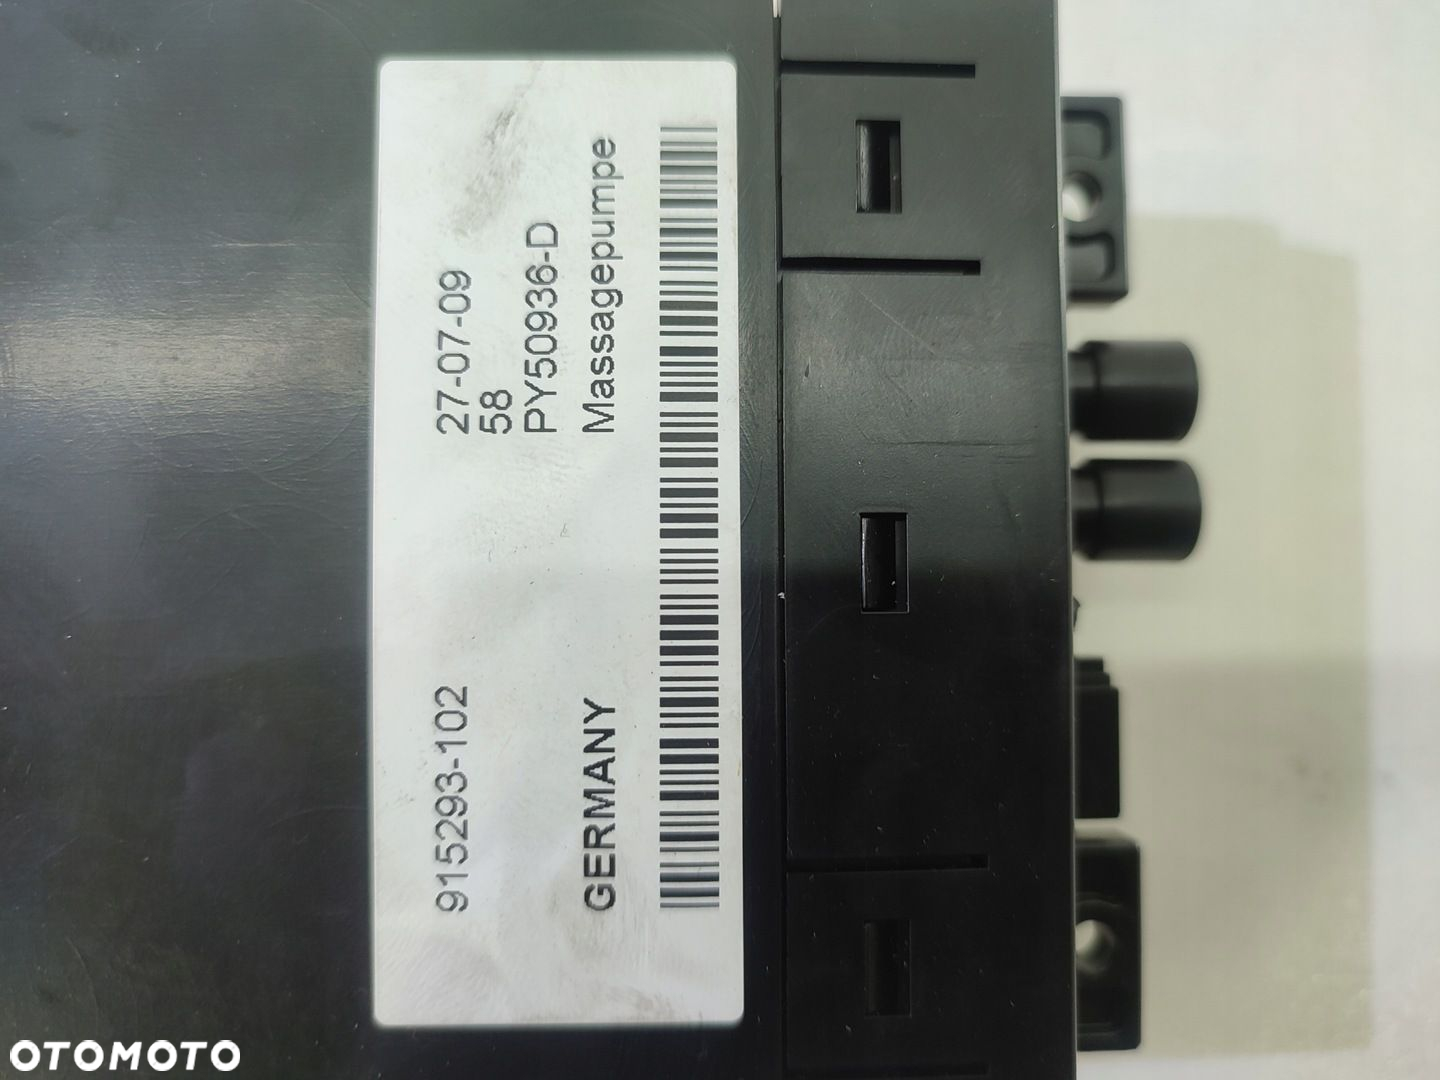 915293-102 27-07-09
58
PY50936-D
GERMANY Massagepumpe
OTOMOTO